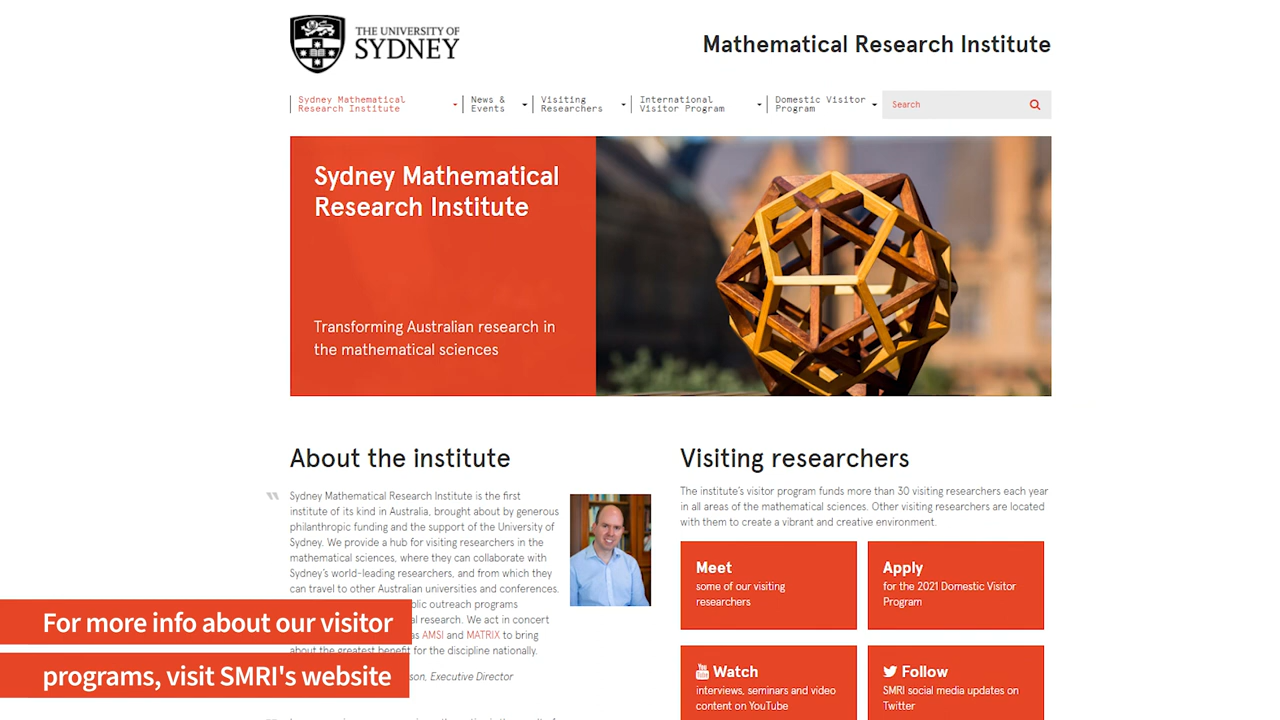 THE UNIVERSITY OF
SYDNEY
Mathematical Research Institute
Sydney Mathematical
Research Institute
News &
Events
Visiting
Researchers
International
Visitor Program
Domestic Visitor
Program
Search
Sydney Mathematical
Research Institute
Transforming Australian research in
the mathematical sciences
About the institute
Sydney Mathematical Research Institute is the first
institute of its kind in Australia, brought about by generous
philanthropic funding and the support of the University of
Sydney. We provide a hub for visiting researchers in the
mathematical sciences, where they can collaborate with
Sydney's world-leading researchers, and from which they
can travel to other Australian universities and conferences.
outreach programs
research. We act in concert
as AMSI and MATRIX to bring
about the greatest benefit for the discipline nationally.
Executive Director
Visiting researchers
The institute's visitor program funds more than 30 visiting researchers each year
in all areas of the mathematical sciences. Other visiting researchers are located
with them to create a vibrant and creative environment.
Meet
some of our visiting
researchers
Apply
for the 2021 Domestic Visitor
Program
You Tube Watch
interviews, seminars and video
content on YouTube
Follow
SMRI social media updates on
Twitter
For more info about our visitor
programs, visit SMRI's website